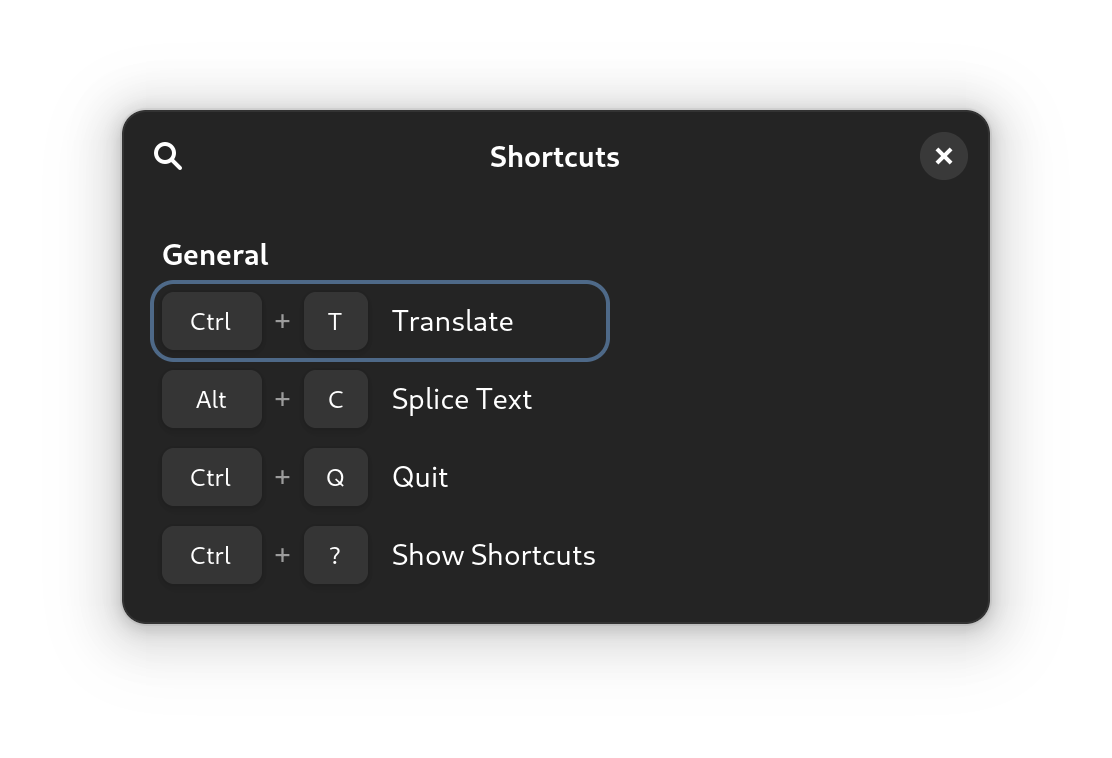 Shortcuts
General
Ctrl + T Translate
Alt + C Splice Text
Ctrl + Q Quit
Ctrl + ? Show Shortcuts